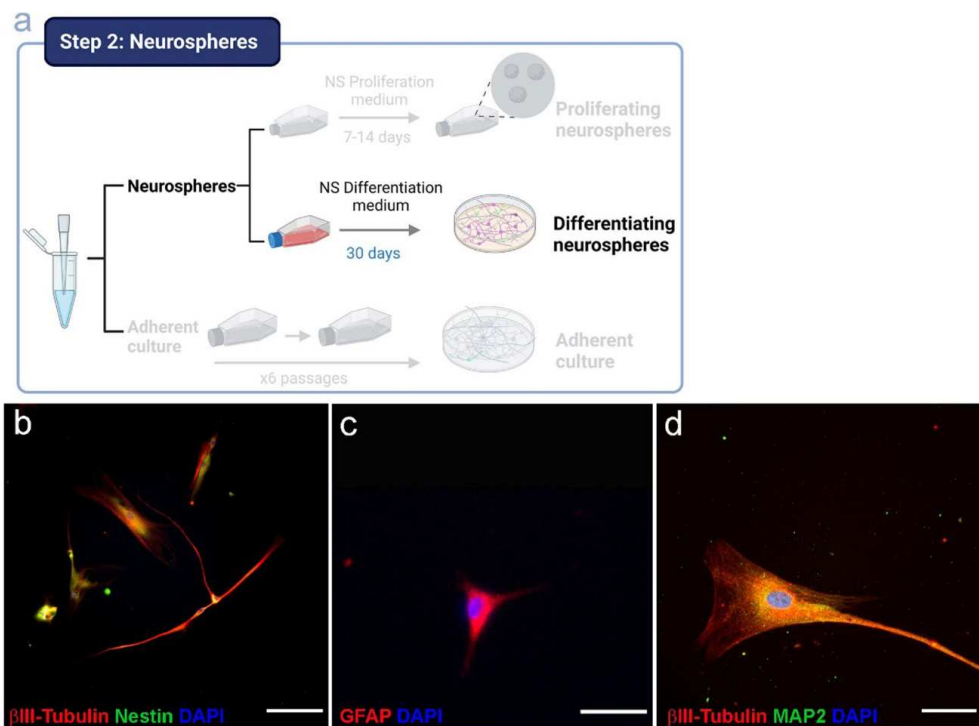 a
Step 2: Neurospheres
NS Proliferation
medium
7-14 days
Proliferating
neurospheres
Neurospheres
NS Differentiation
medium
30 days
Differentiating
neurospheres
Adherent
culture
x6 passages
Adherent
culture
b
βIII-Tubulin Nestin DAPI
c
GFAP DAPI
d
βIII-Tubulin MAP2 DAPI